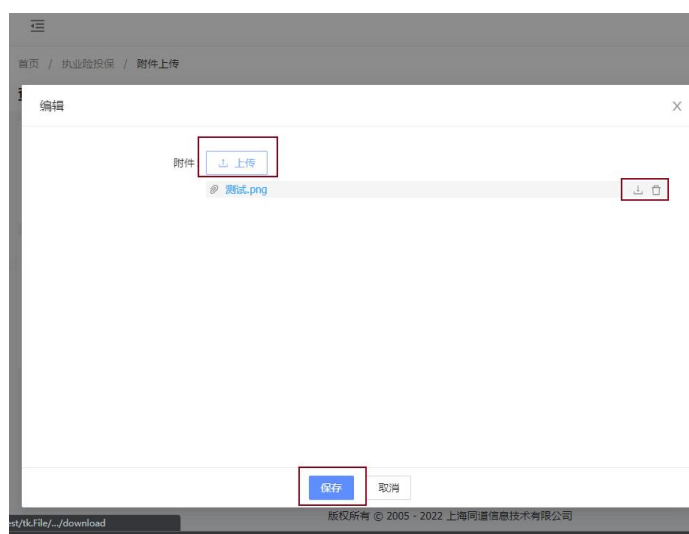 首页 / 执业险投保 / 附件上传
编辑
附件
上传
测试.png
保存
取消
版权所有 © 2005 - 2022 上海同道信息技术有限公司
est/tk.File/.../download